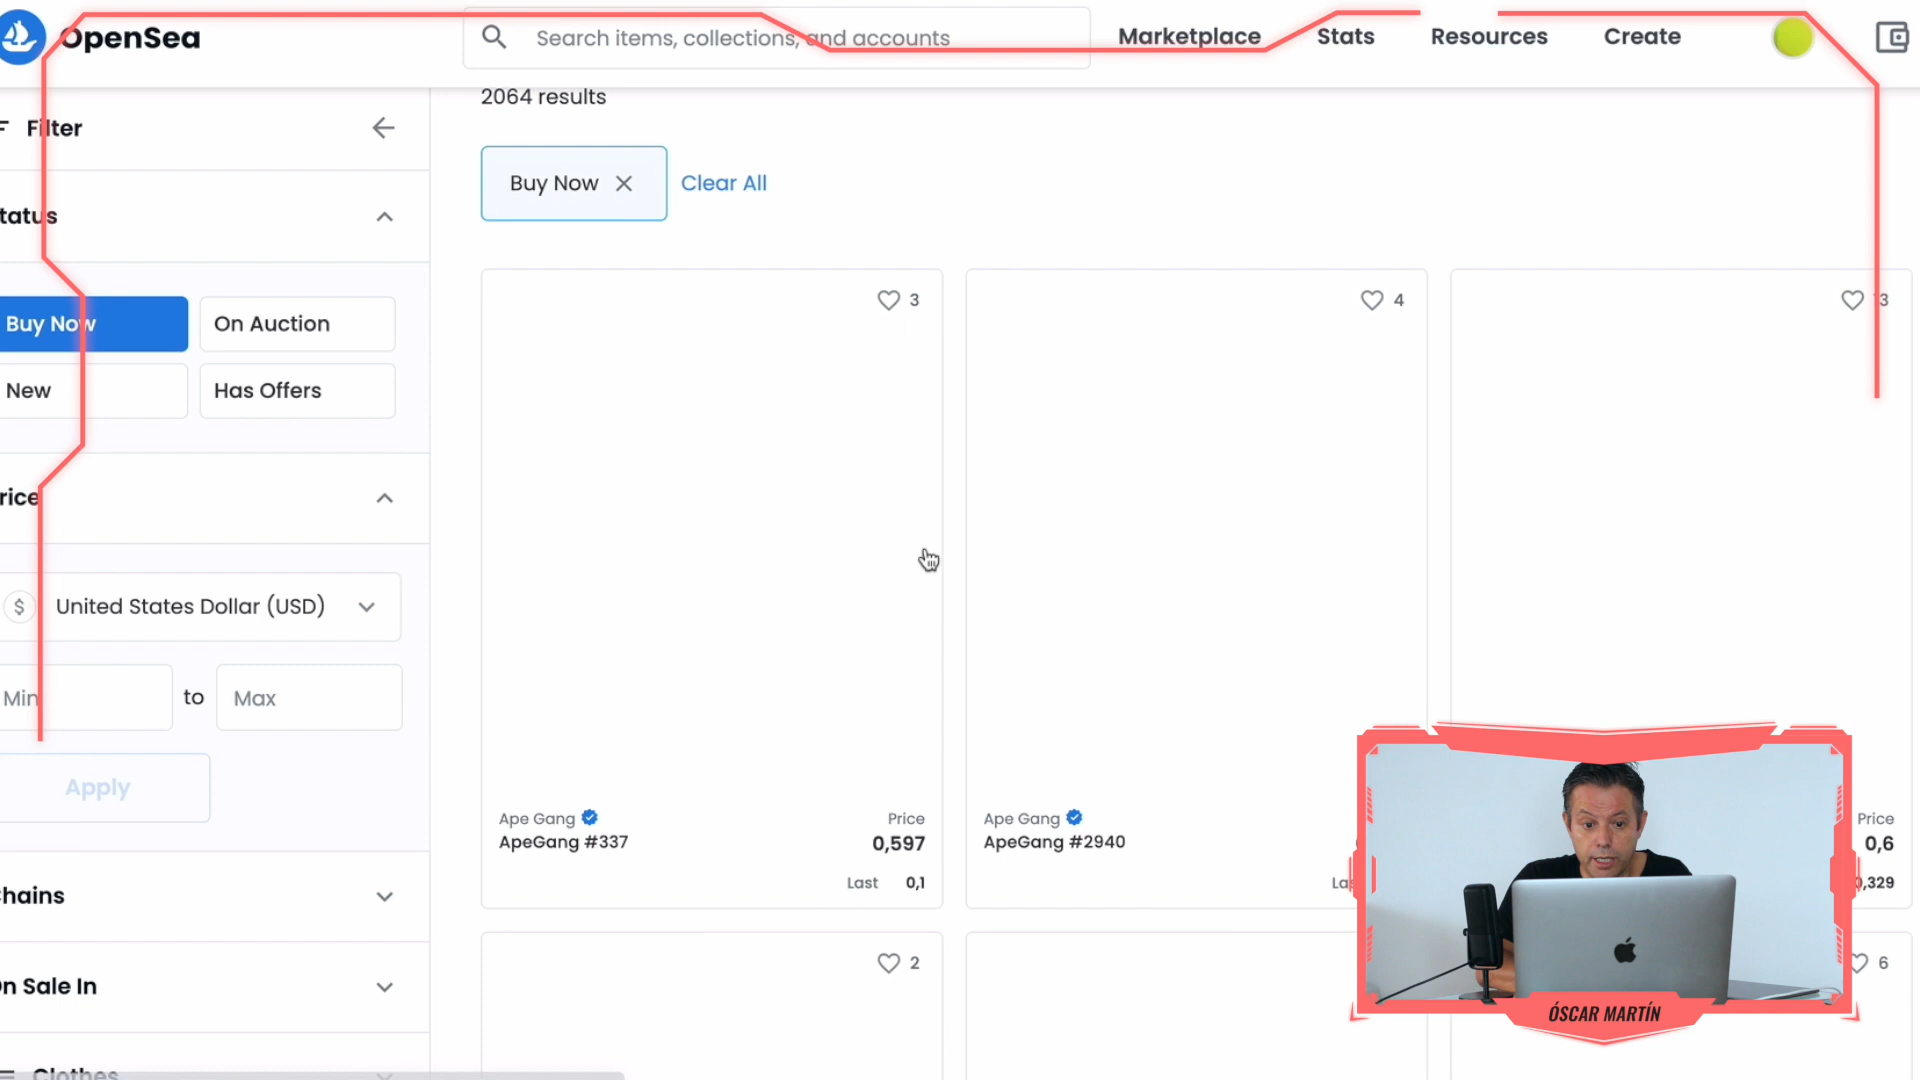 OpenSea
Search items, collections, and accounts
Marketplace
Stats
Resources
Create
Filter
2064 results
Buy Now
Clear All
tatus
Buy Now
On Auction
New
Has Offers
rice
$ United States Dollar (USD)
Min
to
Max
Apply
hains
n Sale In
Clothes
3
4
3
Ape Gang
Price
ApeGang #337
0,597
Last 0,1
Ape Gang
ApeGang #2940
La
Price
0,6
,329
2
6
ÓSCAR MARTÍN